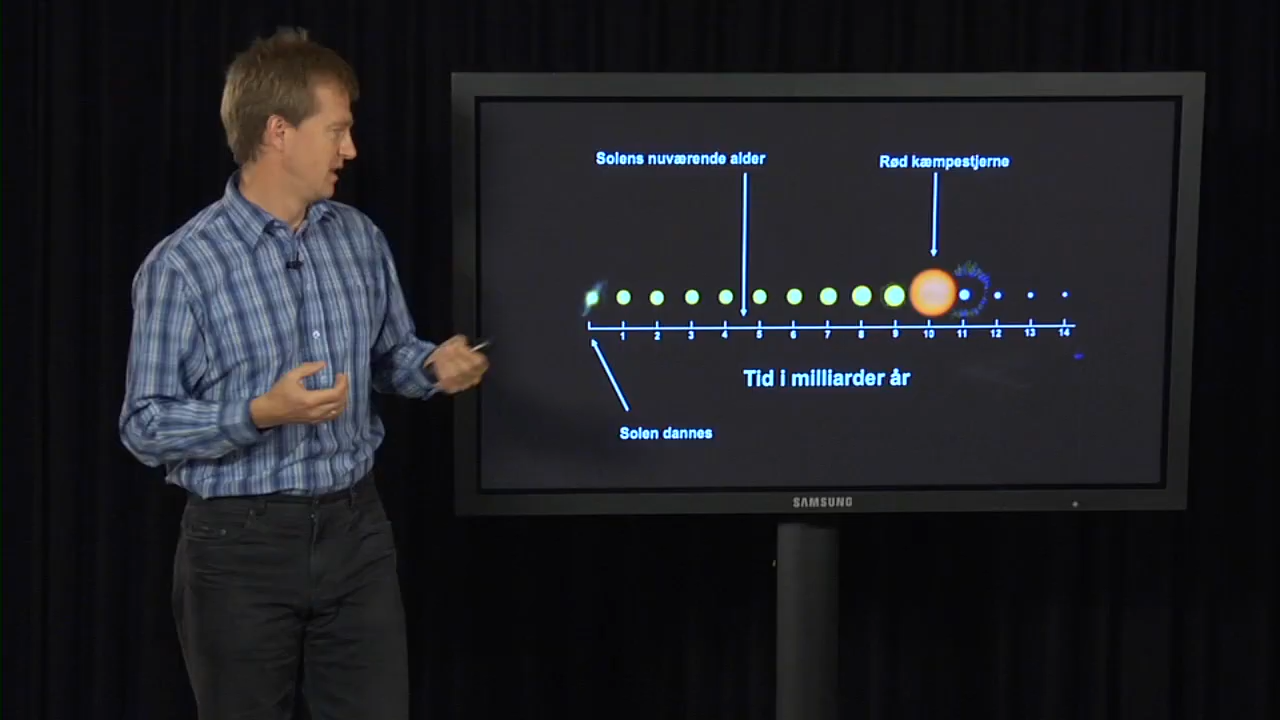 Solens nuværende alder
Rød kæmpestjerne
1 2 3 4 5 6 7 8 9 10 11 12 13 14
Tid i milliarder år
Solen dannes
SAMSUNG